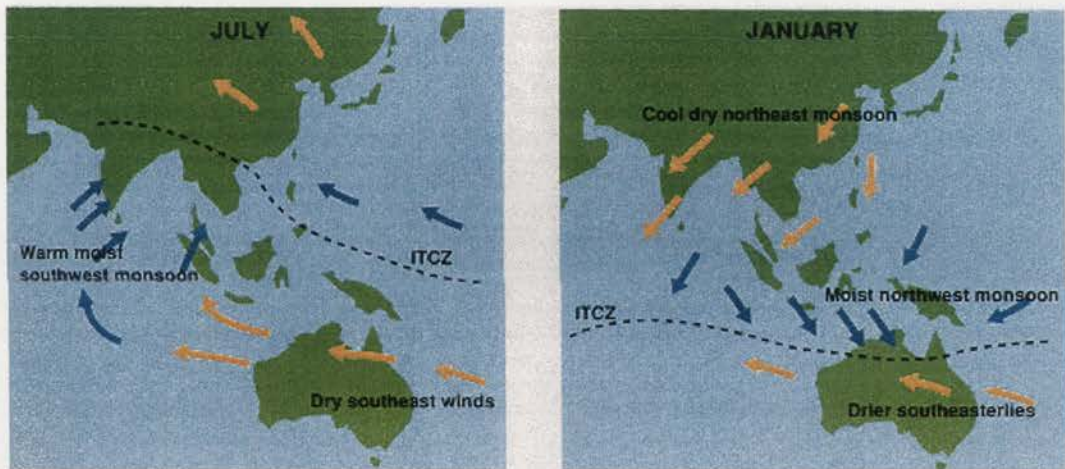 JULY
ITCZ
Warm moist
southwest monsoon
Dry southeast winds
JANUARY
Cool dry northeast monsoon
Moist northwest monsoon
ITCZ
Drier southeasterlies